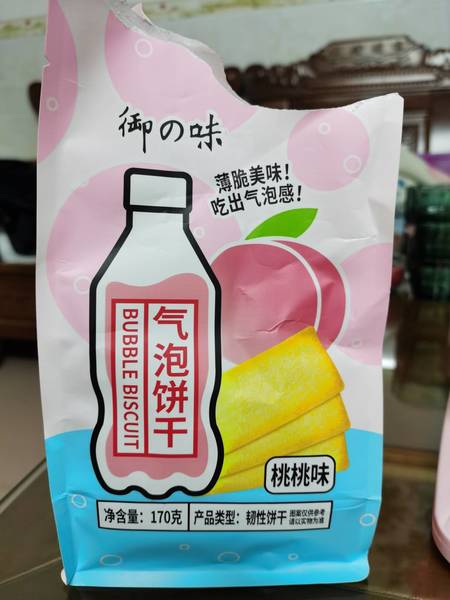 御の味
薄脆美味!
吃出气泡感!
气泡饼干
BUBBLE BISCUIT
桃桃味
净含量：170克
产品类型：韧性饼干
图案仅供参考
请以实物为准